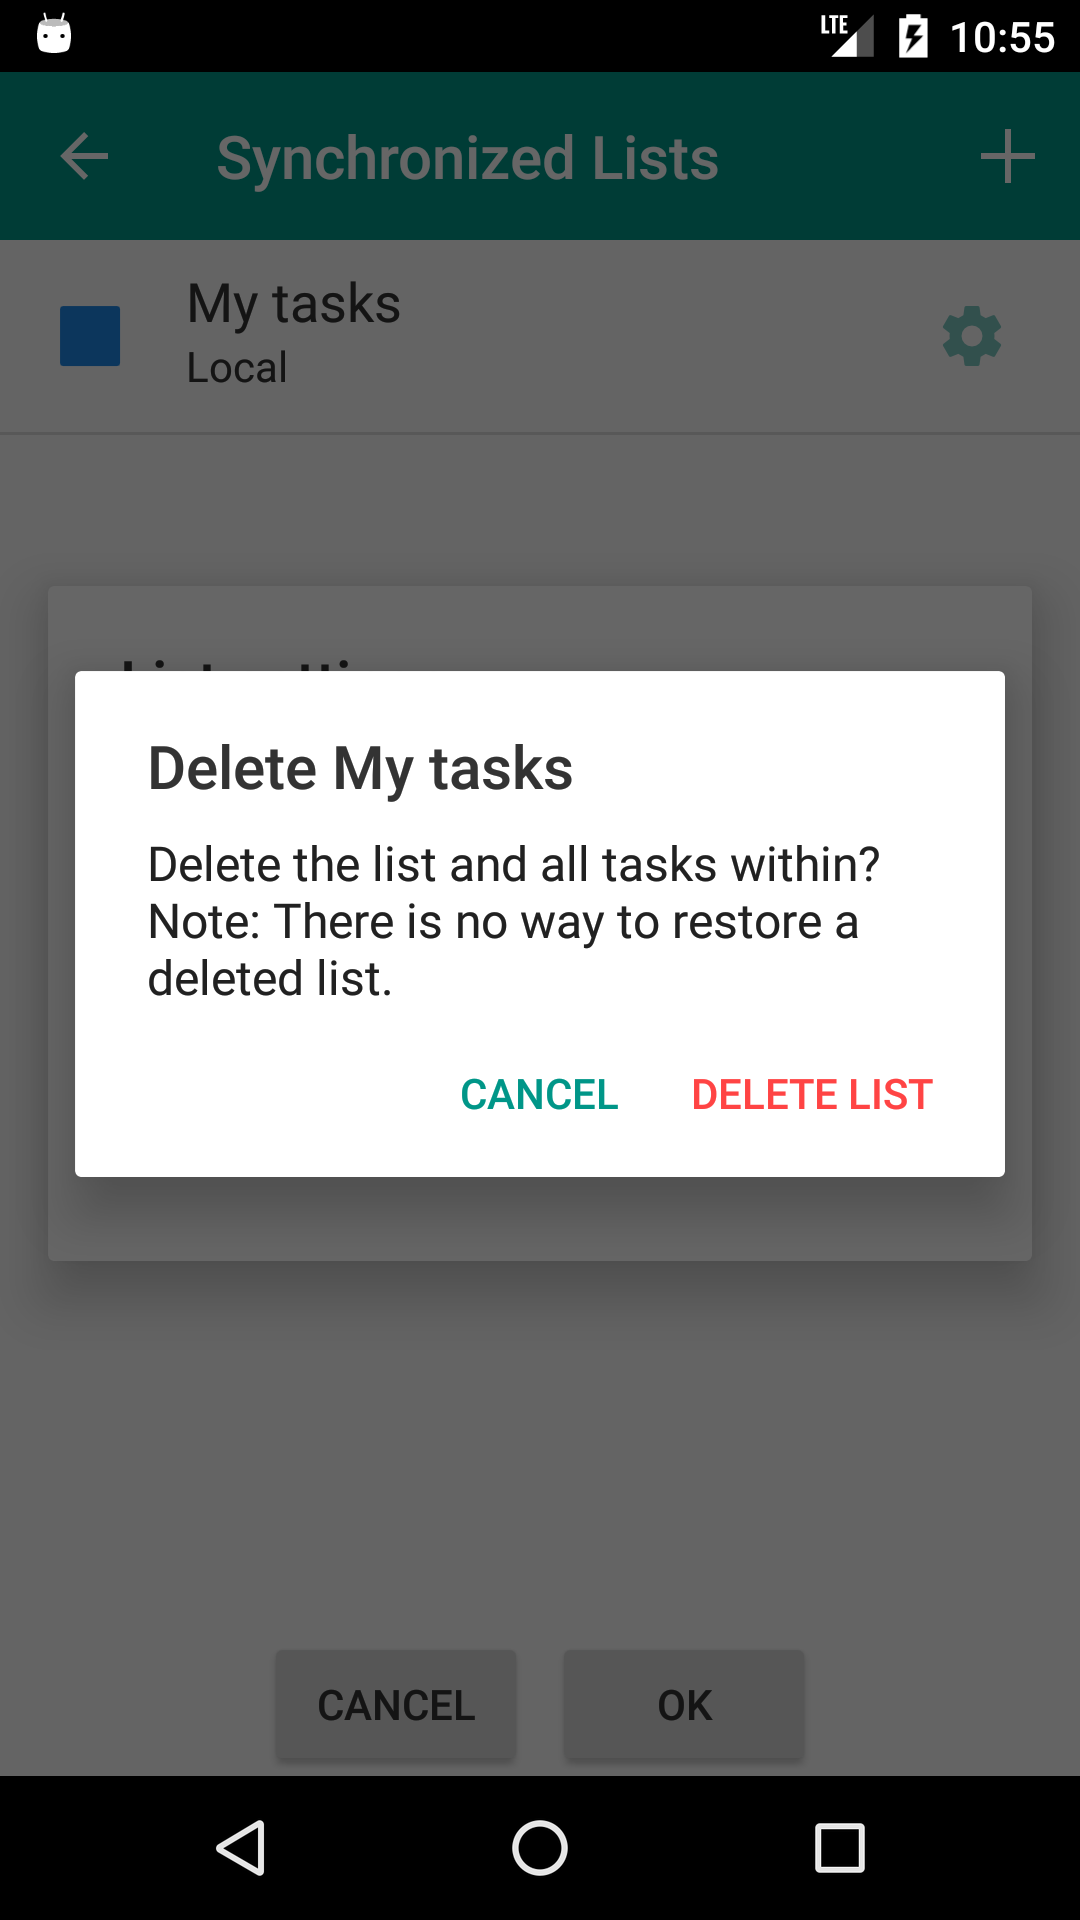 LTE 10:55
Synchronized Lists
My tasks
Local
Delete My tasks
Delete the list and all tasks within?
Note: There is no way to restore a
deleted list.
CANCEL DELETE LIST
CANCEL OK